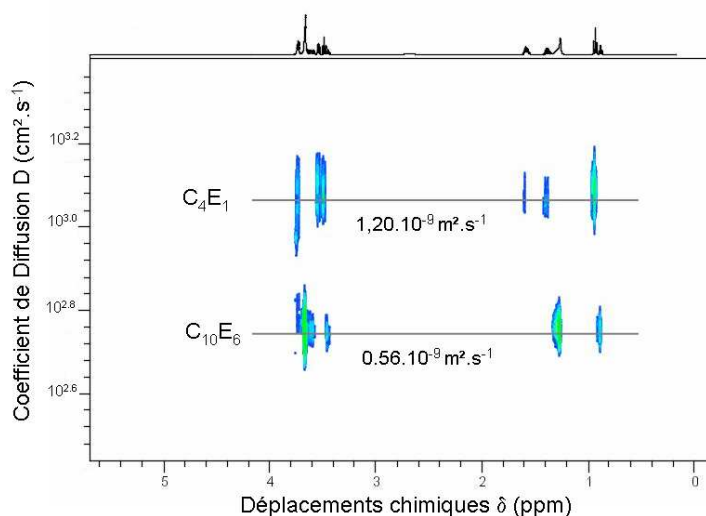 Coefficient de Diffusion D (cm².s⁻¹)
10^3.2
10^3.0
10^2.8
10^2.6
C₄E₁
1,20.10⁻⁹ m².s⁻¹
C₁₀E₆
0.56.10⁻⁹ m².s⁻¹
5 4 3 2 1 0
Déplacements chimiques δ (ppm)